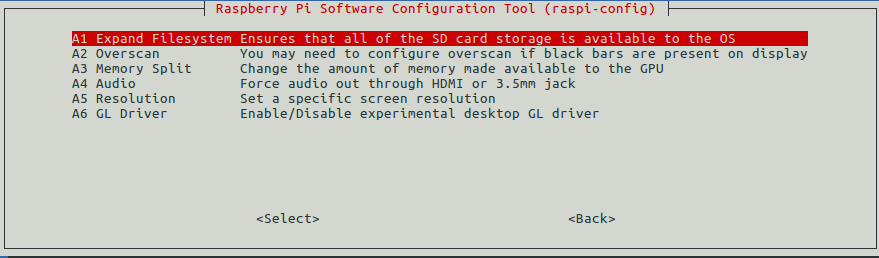 Raspberry Pi Software Configuration Tool (raspi-config)
A1 Expand Filesystem Ensures that all of the SD card storage is available to the OS
A2 Overscan You may need to configure overscan if black bars are present on display
A3 Memory Split Change the amount of memory made available to the GPU
A4 Audio Force audio out through HDMI or 3.5mm jack
A5 Resolution Set a specific screen resolution
A6 GL Driver Enable/Disable experimental desktop GL driver
<Select> <Back>